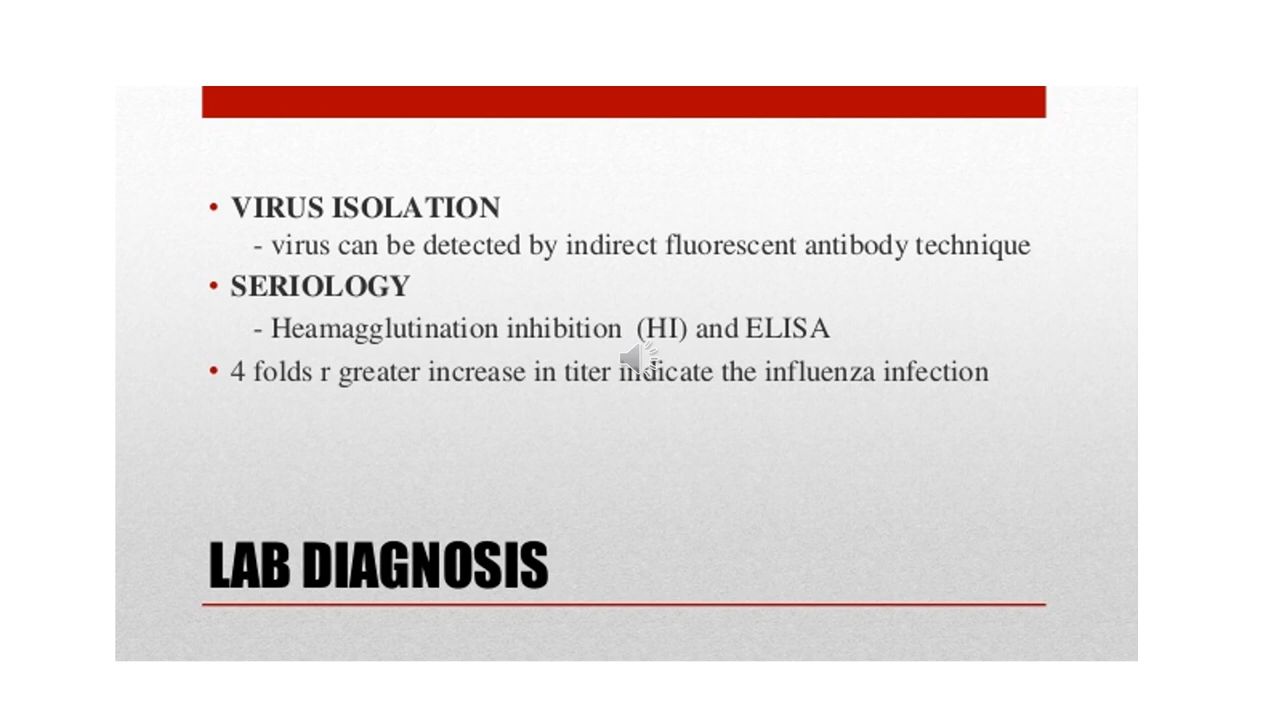 • VIRUS ISOLATION
- virus can be detected by indirect fluorescent antibody technique
• SERIOLOGY
- Heamagglutination inhibition (HI) and ELISA
• 4 folds r greater increase in titer indicate the influenza infection
LAB DIAGNOSIS